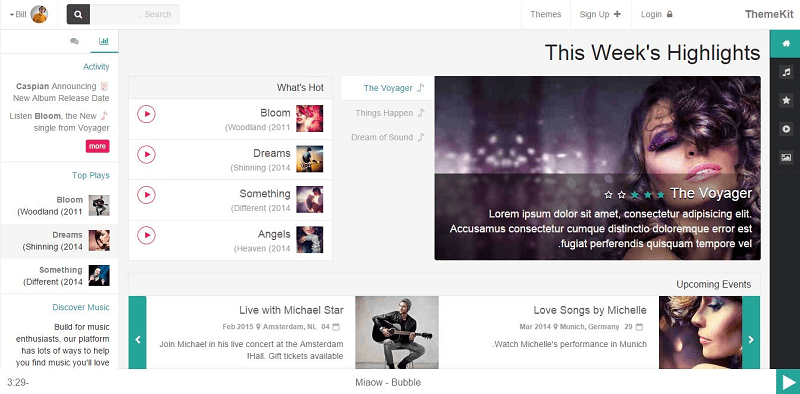 Bill
Search ...
Themes
Sign Up
Login
ThemeKit
Activity
Caspian Announcing
New Album Release Date
Listen Bloom, the New
single from Voyager
more
Top Plays
Bloom
(Woodland (2011
Dreams
(Shinning (2014
Something
(Different (2014
Discover Music
Build for music
enthusiasts, our platform
has lots of ways to help
you find music you'll love
This Week's Highlights
What's Hot
Bloom
(Woodland (2011
Dreams
(Shinning (2014
Something
(Different (2014
Angels
(Heaven (2014
The Voyager
Things Happen
Dream of Sound
The Voyager
Lorem ipsum dolor sit amet, consectetur adipisicing elit.
Accusamus consectetur cumque distinctio doloremque error est
.fugiat perferendis quisquam tempore vel
Upcoming Events
Live with Michael Star
Feb 2015 Amsterdam, NL 04
Join Michael in his live concert at the Amsterdam
!Hall. Gift tickets available
Love Songs by Michelle
Mar 2014 Munich, Germany 29
.Watch Michelle's performance in Munich
3:29-
Miaow - Bubble